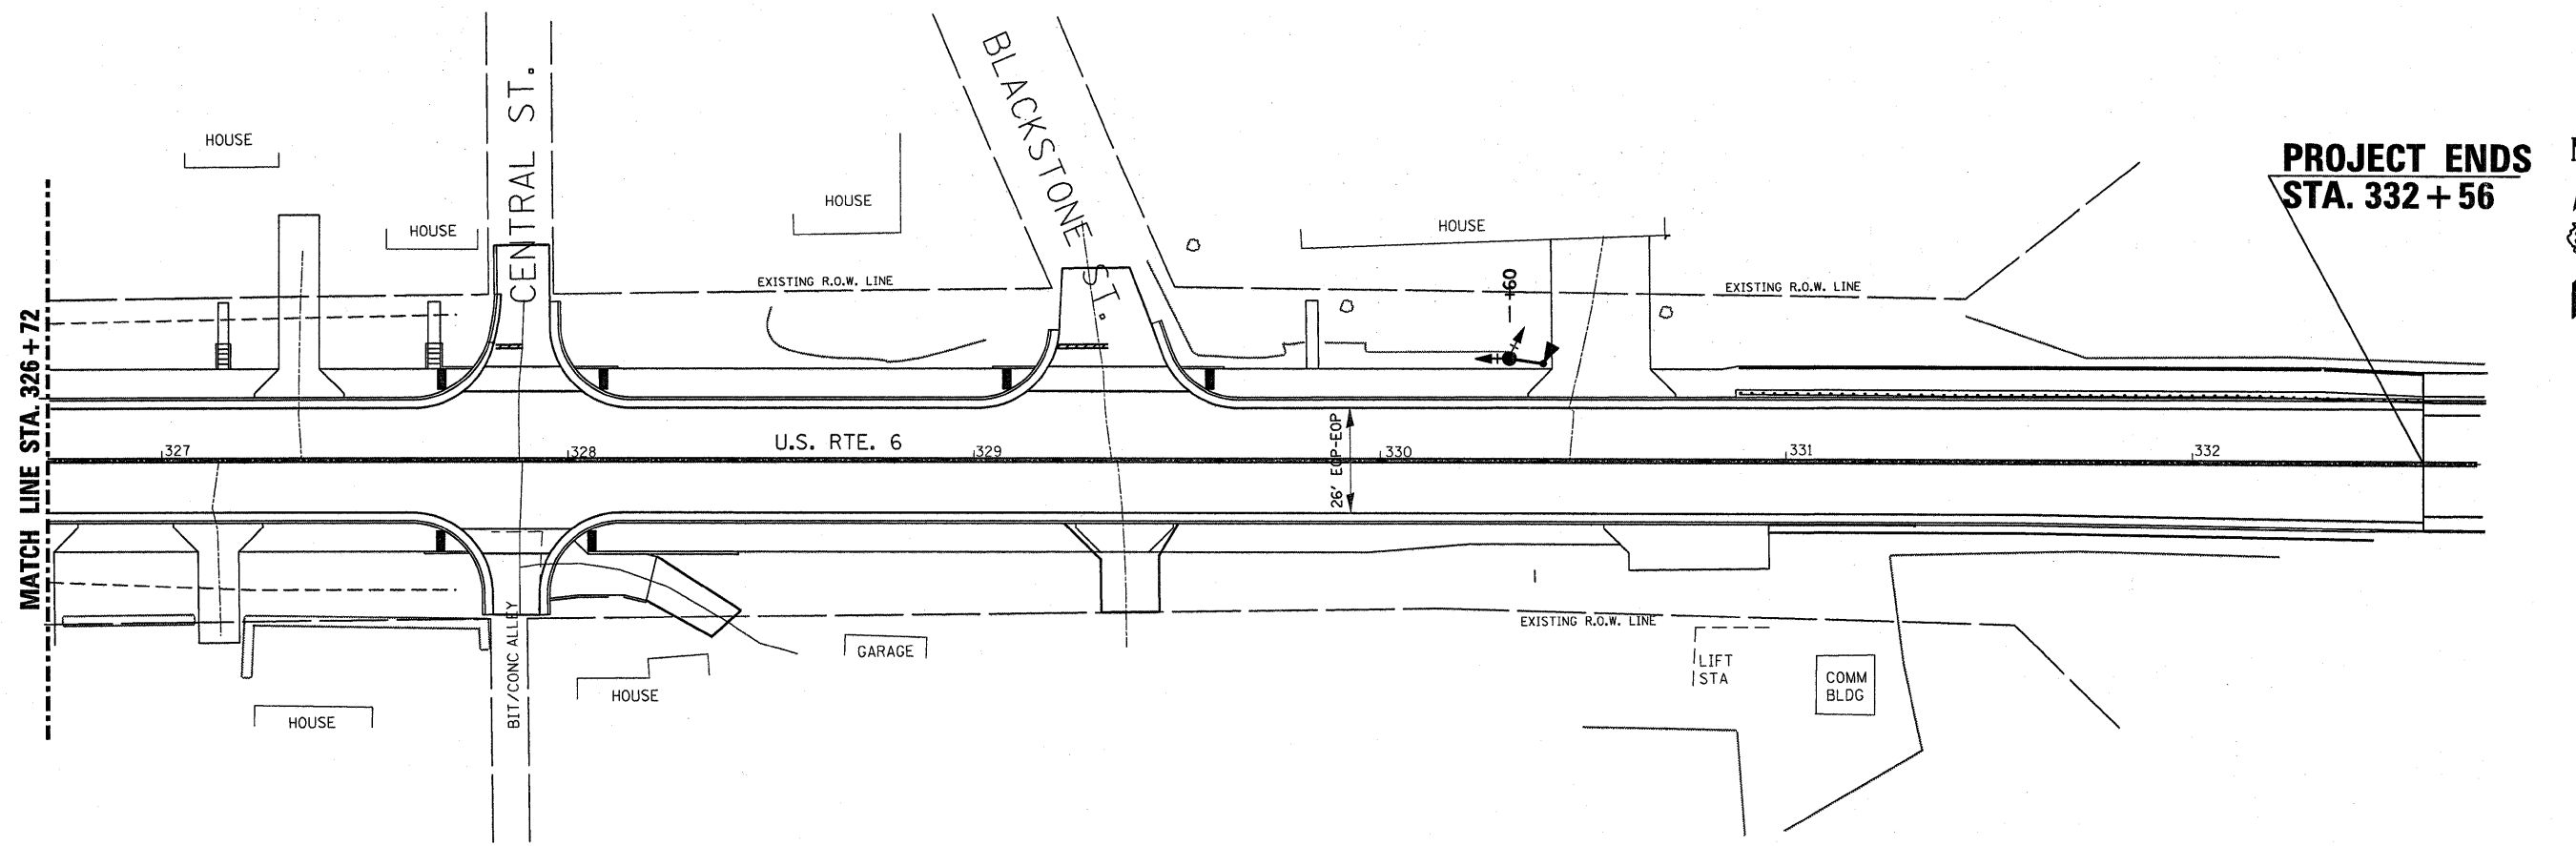 CENTRAL ST.
BLACKSTONE ST.
HOUSE
PROJECT ENDS
STA. 332 + 56
HOUSE
HOUSE
HOUSE
EXISTING R.O.W. LINE
+60
EXISTING R.O.W. LINE
MATCH LINE STA. 326 + 72
U.S. RTE. 6
327
328
329
330
331
332
26' EOP-EOP
EXISTING R.O.W. LINE
BIT/CONC ALLEY
GARAGE
LIFT
STA
COMM
BLDG
HOUSE
HOUSE